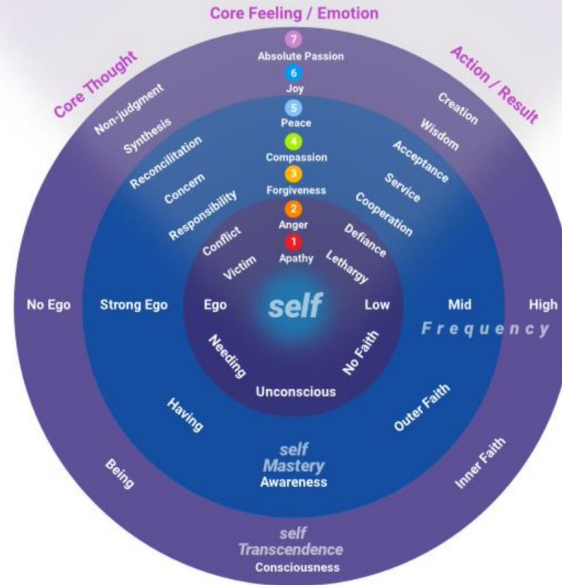 Core Feeling / Emotion
Core Thought
Action / Result
7
Absolute Passion
6
Joy
Non-judgment
Creation
Synthesis
Wisdom
5
Peace
Reconcilitation
Acceptance
4
Compassion
Concern
Service
3
Forgiveness
Responsibility
Cooperation
2
Anger
Conflict
Defiance
1
Apathy
Victim
Lethargy
No Ego
Strong Ego
Ego
self
Low
Mid
High
Frequency
Needing
No Faith
Unconscious
Having
Outer Faith
self
Mastery
Awareness
Being
Inner Faith
self
Transcendence
Consciousness